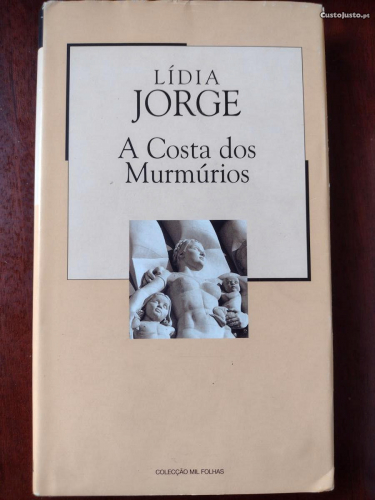 CustoJusto.pt
LÍDIA
JORGE
A Costa dos
Murmúrios
COLECÇÃO MIL FOLHAS